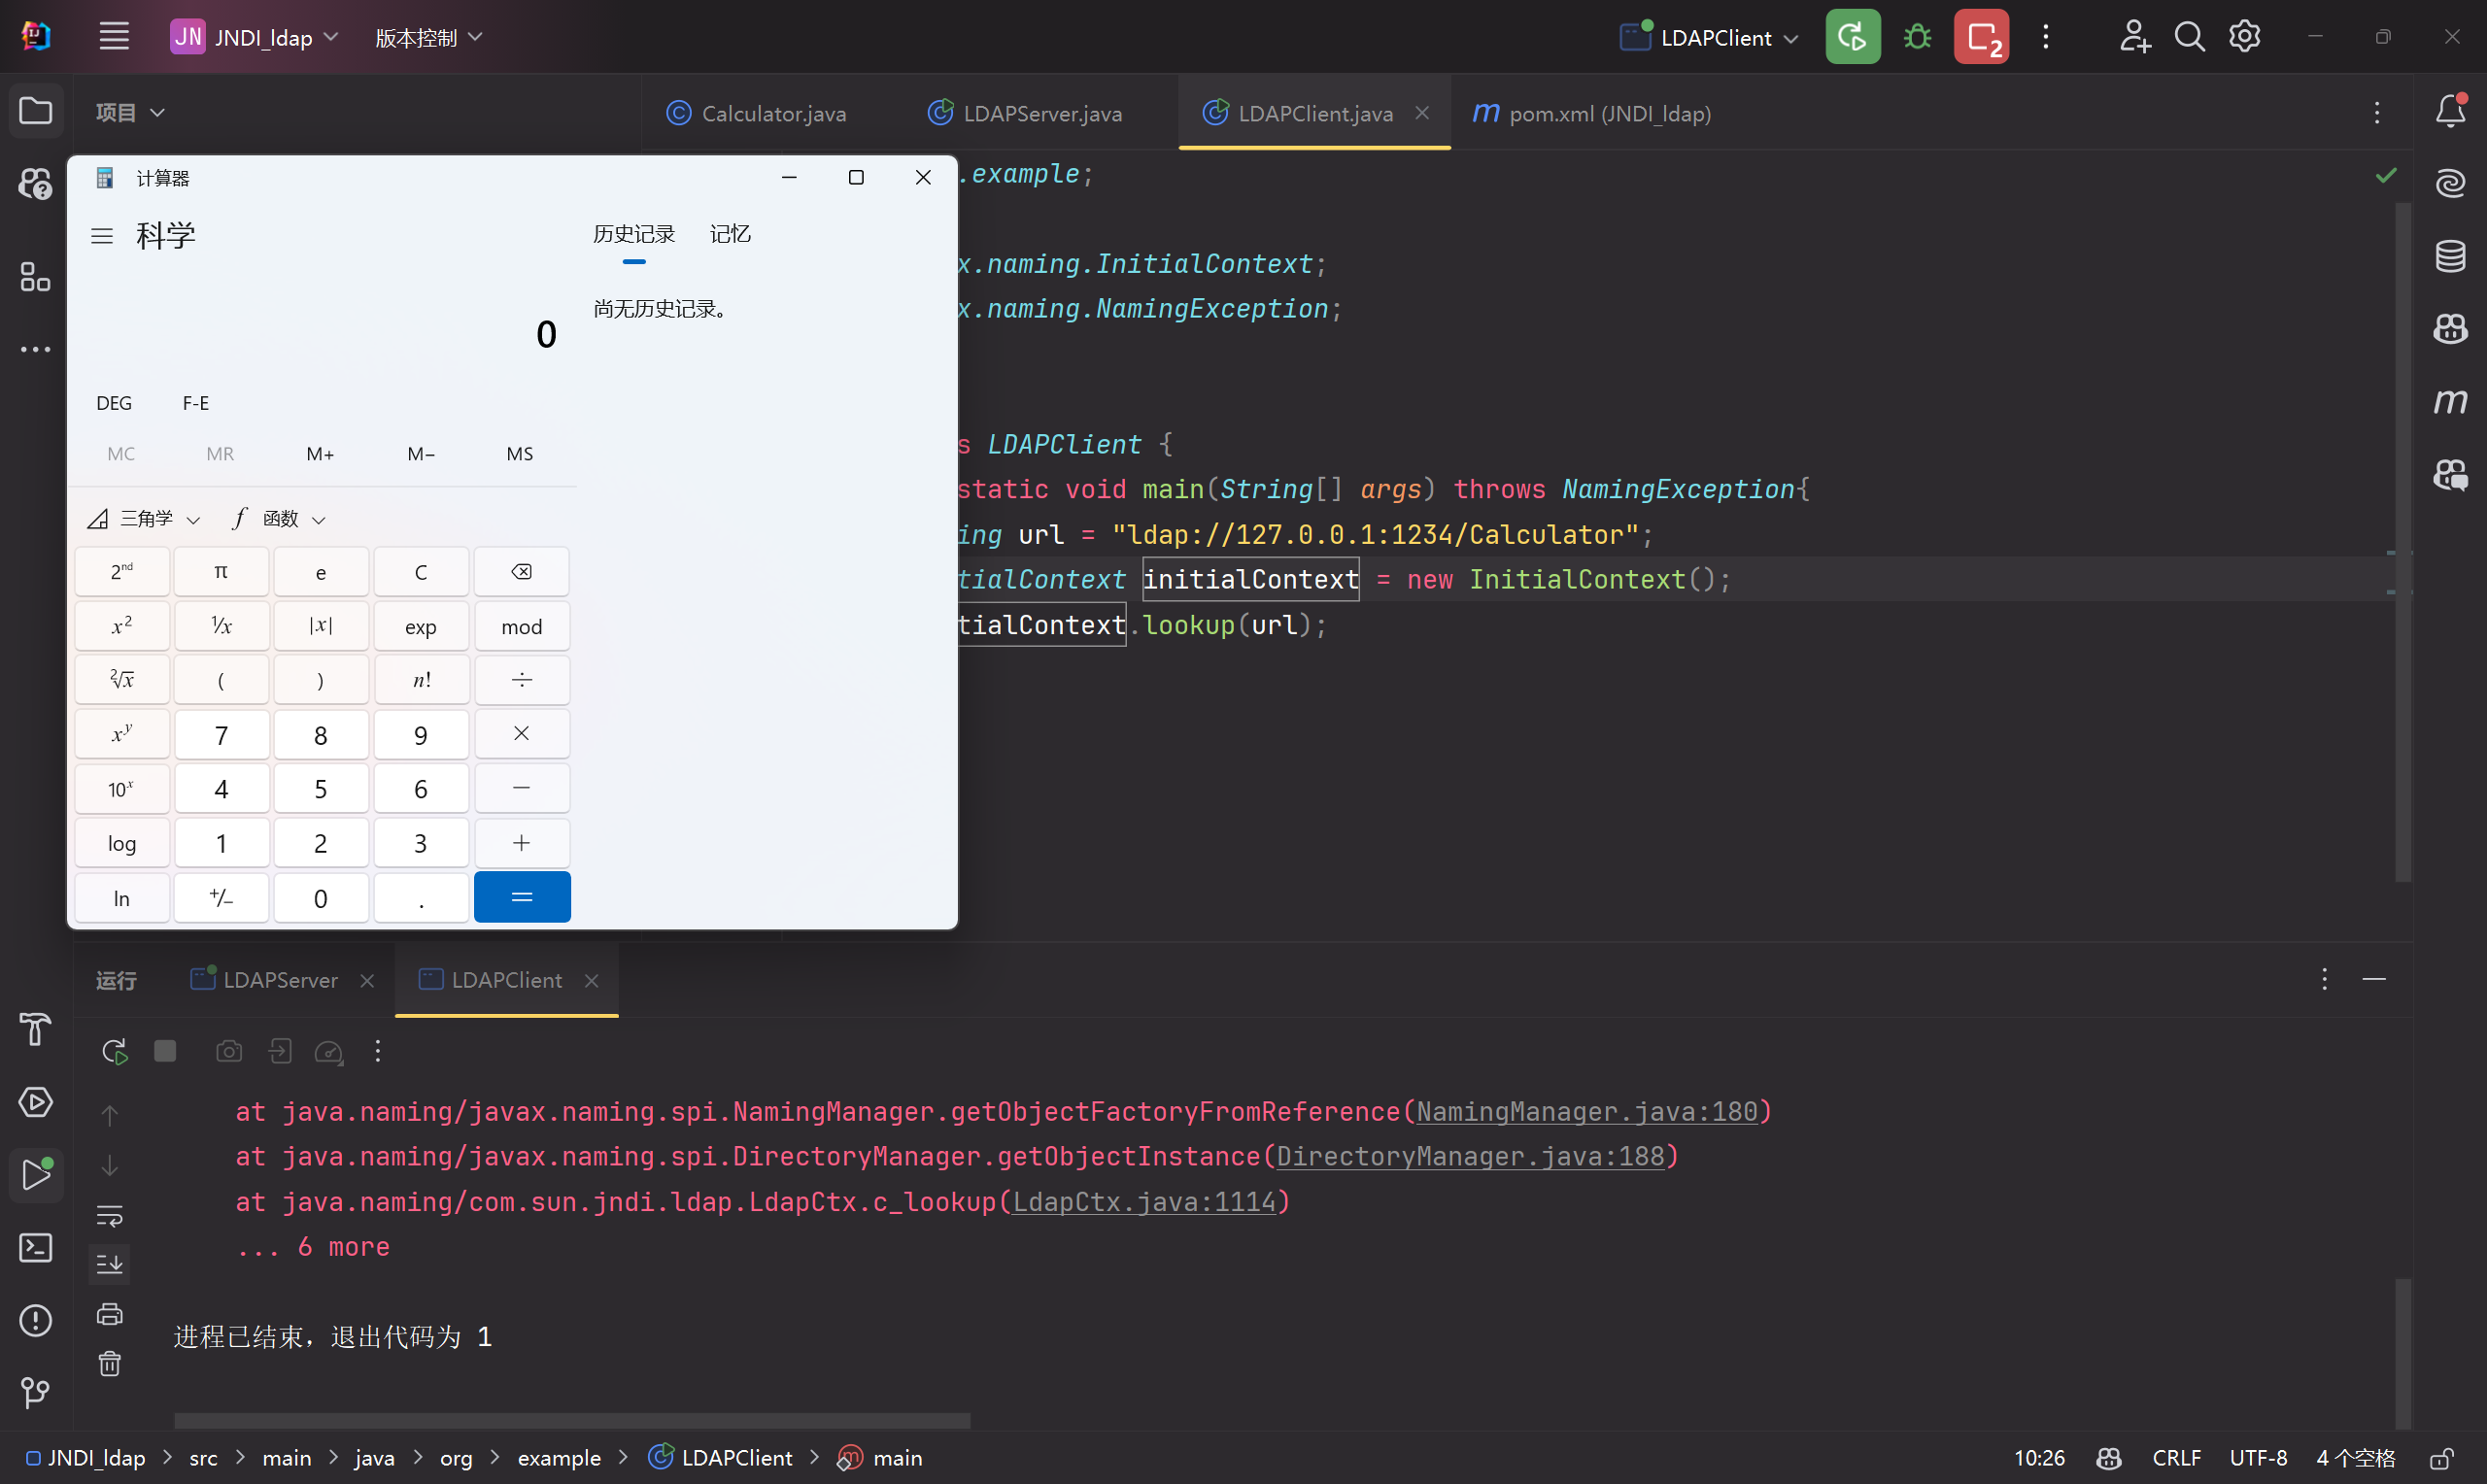 JN JNDI_ldap 版本控制 LDAPClient 2
项目 Calculator.java LDAPServer.java LDAPClient.java m pom.xml (JNDI_ldap)
计算器
科学 历史记录 记忆
尚无历史记录。
0
DEG F-E
MC MR M+ M− MS
三角学 f 函数
2nd π e C
x2 1/x |x| exp mod
2√x ( ) n! ÷
xy 7 8 9 ×
10x 4 5 6 −
log 1 2 3 +
ln +/− 0 . =
.example;
x.naming.InitialContext;
x.naming.NamingException;
s LDAPClient {
static void main(String[] args) throws NamingException{
ing url = "ldap://127.0.0.1:1234/Calculator";
tialContext initialContext = new InitialContext();
tialContext.lookup(url);
运行 LDAPServer LDAPClient
at java.naming/javax.naming.spi.NamingManager.getObjectFactoryFromReference(NamingManager.java:180)
at java.naming/javax.naming.spi.DirectoryManager.getObjectInstance(DirectoryManager.java:188)
at java.naming/com.sun.jndi.ldap.LdapCtx.c_lookup(LdapCtx.java:1114)
... 6 more
进程已结束，退出代码为 1
JNDI_ldap > src > main > java > org > example > LDAPClient > m main 10:26 CRLF UTF-8 4 个空格